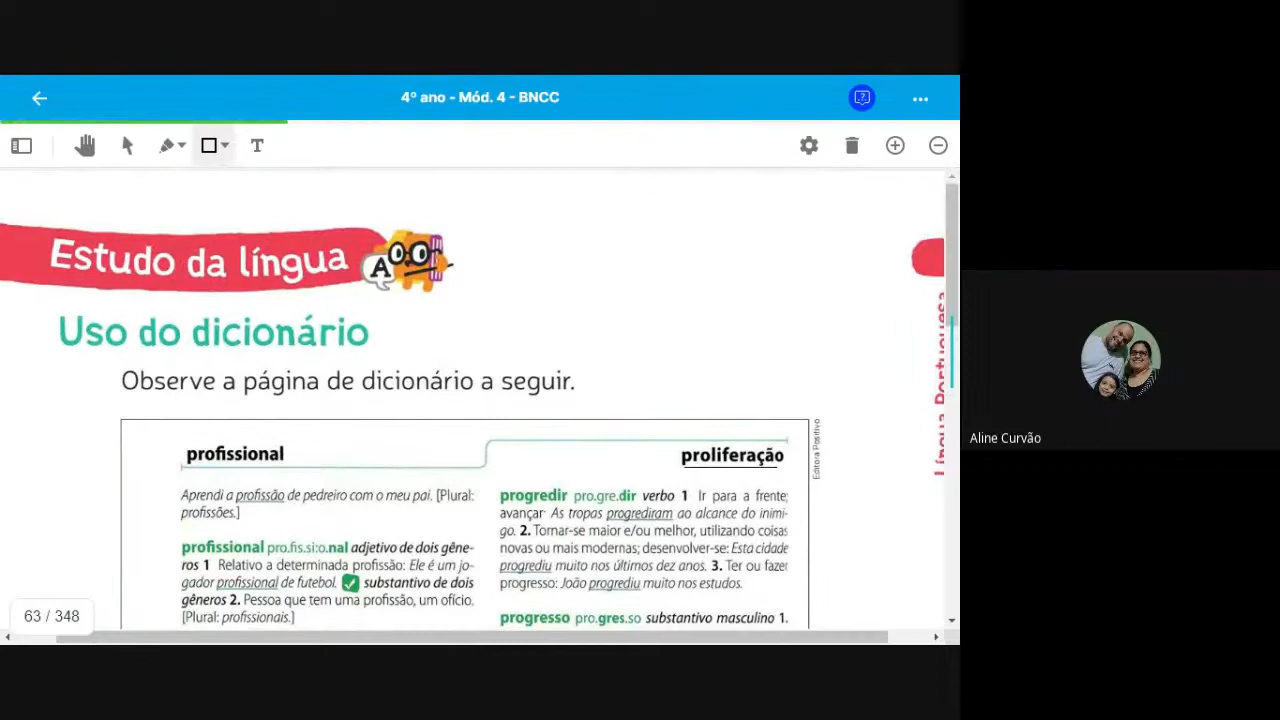 4º ano - Mód. 4 - BNCC
T
Estudo da língua
A
Uso do dicionário
Observe a página de dicionário a seguir.
profissional
proliferação
Aprendi a profissão de pedreiro com o meu pai. [Plural:
profissões.]
profissional pro.fis.si:o.nal adjetivo de dois gêne-
ros 1 Relativo a determinada profissão: Ele é um jo-
gador profissional de futebol. substantivo de dois
gêneros 2. Pessoa que tem uma profissão, um ofício.
[Plural: profissionais.]
progredir pro.gre.dir verbo 1 Ir para a frente;
avançar: As tropas progrediram ao alcance do inimi-
go. 2. Tornar-se maior e/ou melhor, utilizando coisas
novas ou mais modernas; desenvolver-se: Esta cidade
progrediu muito nos últimos dez anos. 3. Ter ou fazer
progresso: João progrediu muito nos estudos.
progresso pro.gres.so substantivo masculino 1.
Editora Positivo
Língua Portuguesa
63 / 348
Aline Curvão